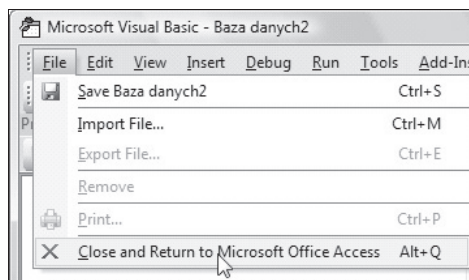 Microsoft Visual Basic - Baza danych2
File Edit View Insert Debug Run Tools Add-Ins
Save Baza danych2 Ctrl+S
Import File... Ctrl+M
Export File... Ctrl+E
Remove
Print... Ctrl+P
Close and Return to Microsoft Office Access Alt+Q